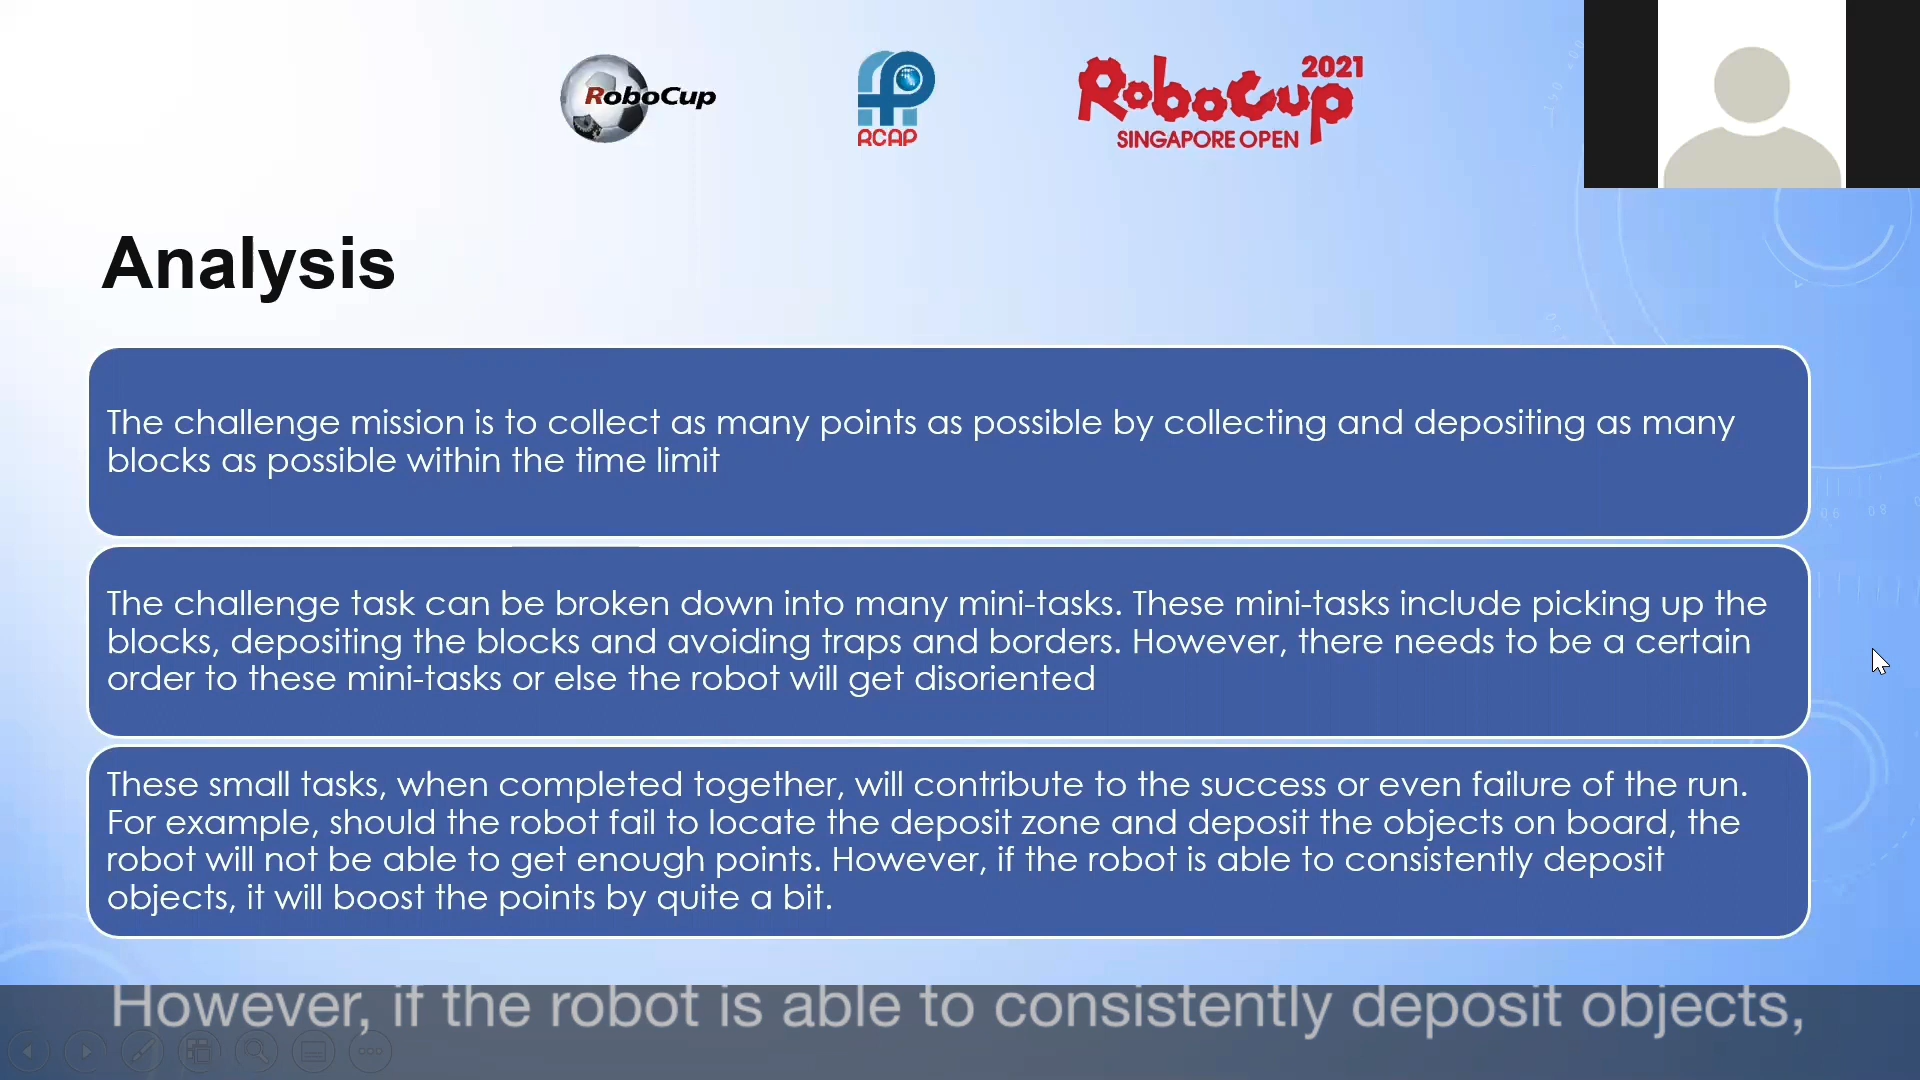 RoboCup
RCAP
RoboCup 2021
SINGAPORE OPEN
Analysis
The challenge mission is to collect as many points as possible by collecting and depositing as many
blocks as possible within the time limit
The challenge task can be broken down into many mini-tasks. These mini-tasks include picking up the
blocks, depositing the blocks and avoiding traps and borders. However, there needs to be a certain
order to these mini-tasks or else the robot will get disoriented
These small tasks, when completed together, will contribute to the success or even failure of the run.
For example, should the robot fail to locate the deposit zone and deposit the objects on board, the
robot will not be able to get enough points. However, if the robot is able to consistently deposit
objects, it will boost the points by quite a bit.
However, if the robot is able to consistently deposit objects,